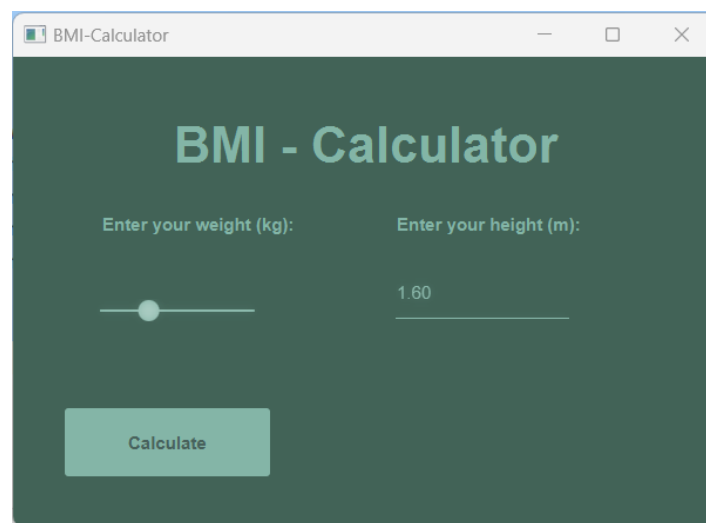 BMI-Calculator
BMI - Calculator
Enter your weight (kg): Enter your height (m):
1.60
Calculate